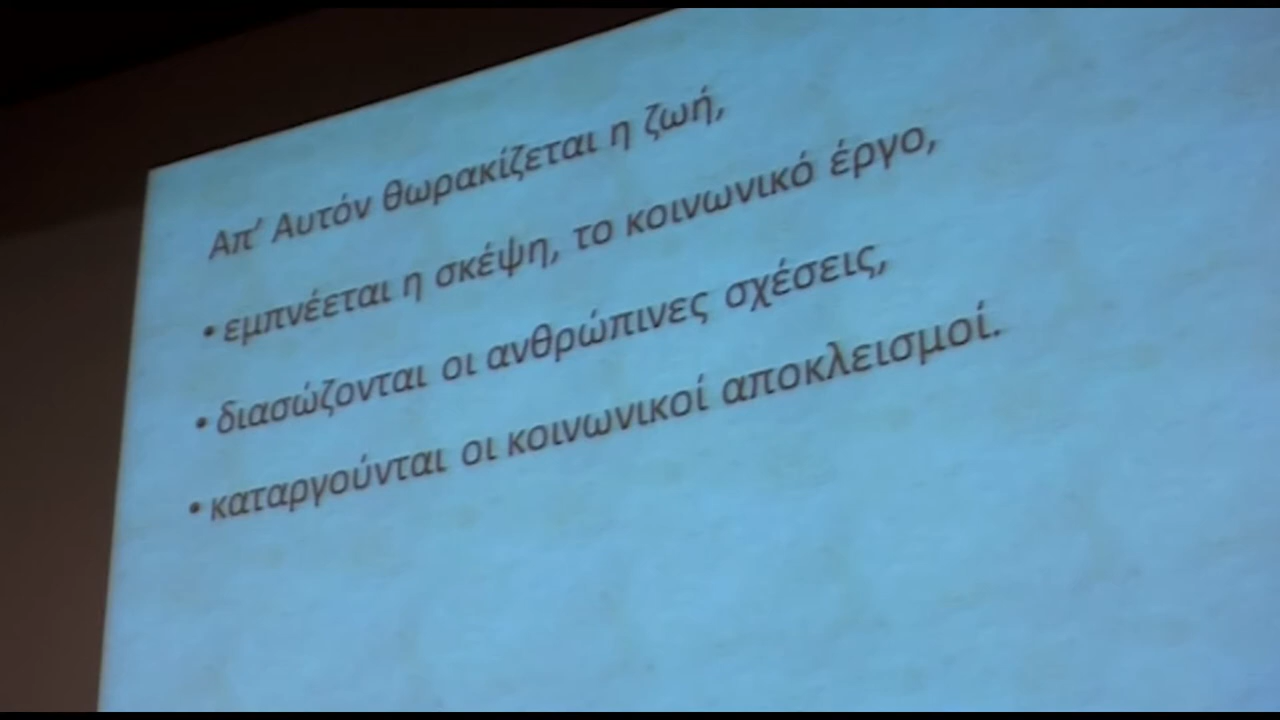 Απ’ Αυτόν θωρακίζεται η ζωή,
• εμπνέεται η σκέψη, το κοινωνικό έργο,
• διασώζονται οι ανθρώπινες σχέσεις,
• καταργούνται οι κοινωνικοί αποκλεισμοί.